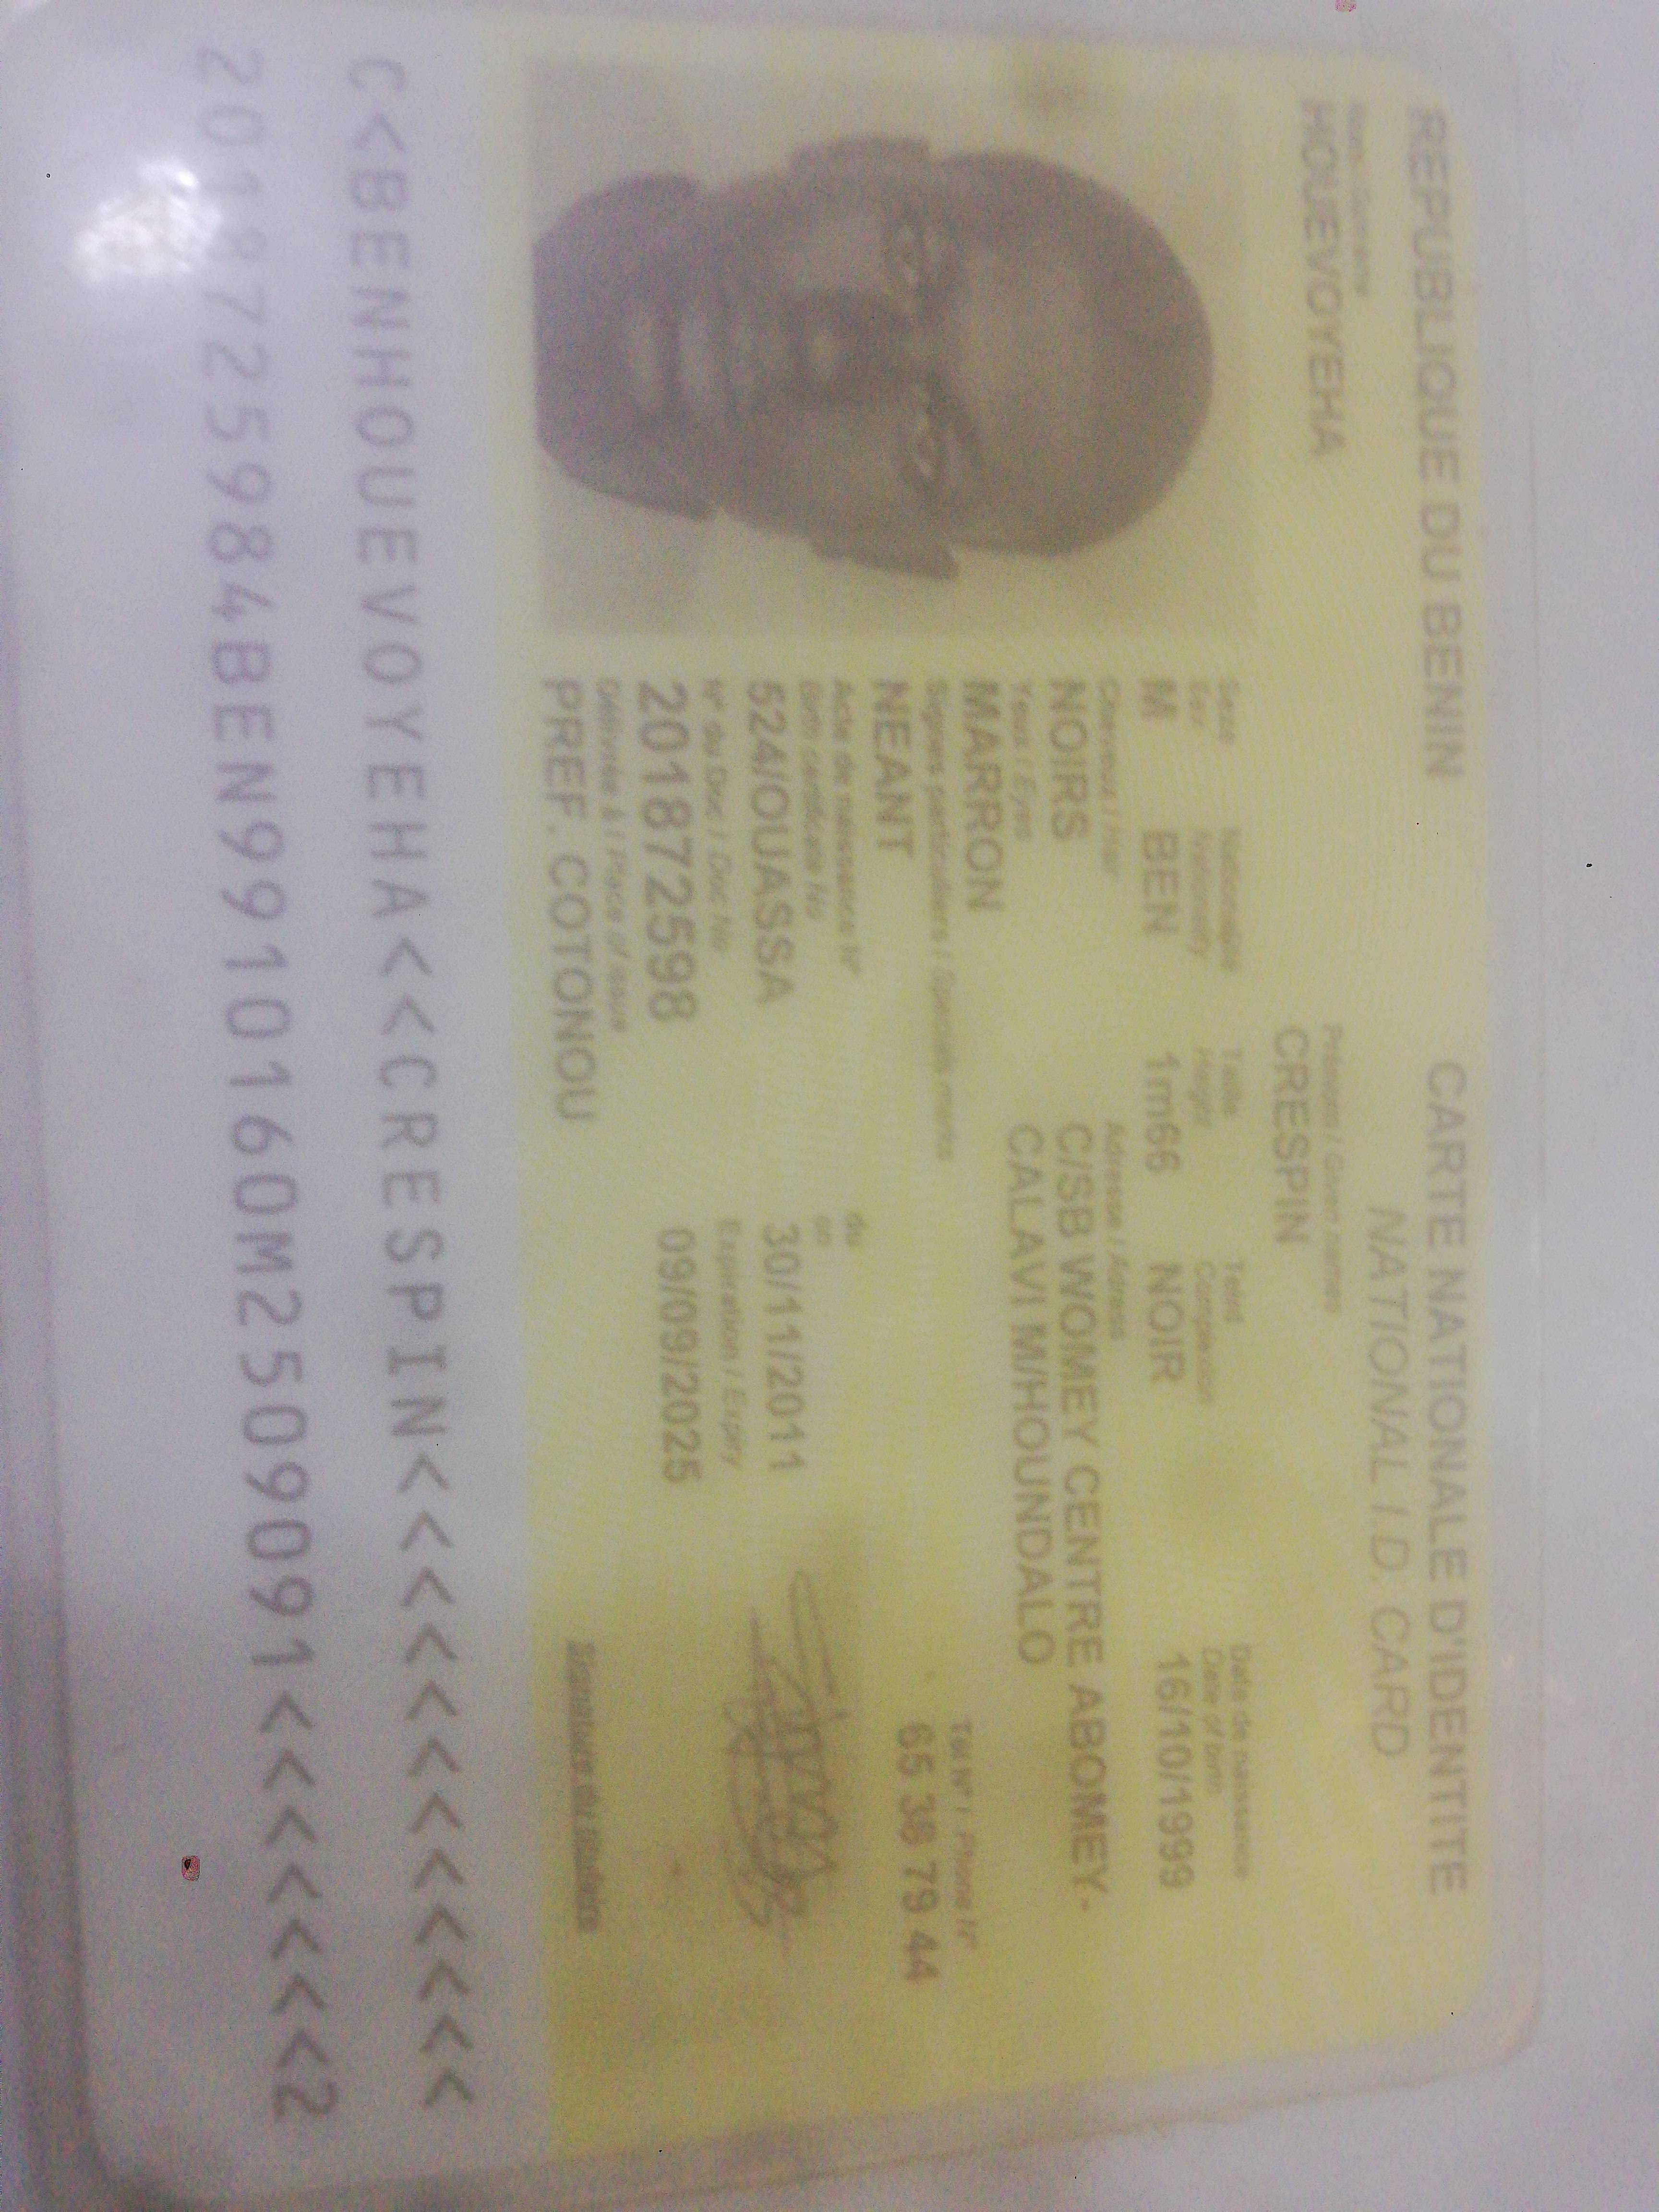 REPUBLIQUE DU BENIN
CARTE NATIONALE D'IDENTITE
NATIONAL I.D. CARD
Nom / Surname
HOUEVOYEHA
Prénoms / Given names
CRESPIN
Sexe
Sex
M
Nationalité
Nationality
BEN
Taille
Height
1m66
Teint
Complexion
NOIR
Date de naissance
Date of birth
16/10/1999
Cheveux / Hair
NOIRS
Adresse / Adress
C/SB WOMEY CENTRE ABOMEY-
CALAVI M/HOUNDALO
Yeux / Eyes
MARRON
Signes particuliers / Specials marks
NEANT
Tel N° / Phone N°
65 38 79 44
Acte de naissance N°
Birth certificate No
524/OUASSA
du
on
30/11/2011
N° du Doc / Doc No
2018725598
Expiration / Expiry
09/09/2025
Délivrée à / Place of issue
PREF. COTONOU
Signature du titulaire
C<BENHOUEVOYEHA<<CRESPIN<<<<<<<<<<<<
2018725984BEN9910160M2509091<<<<<<<2